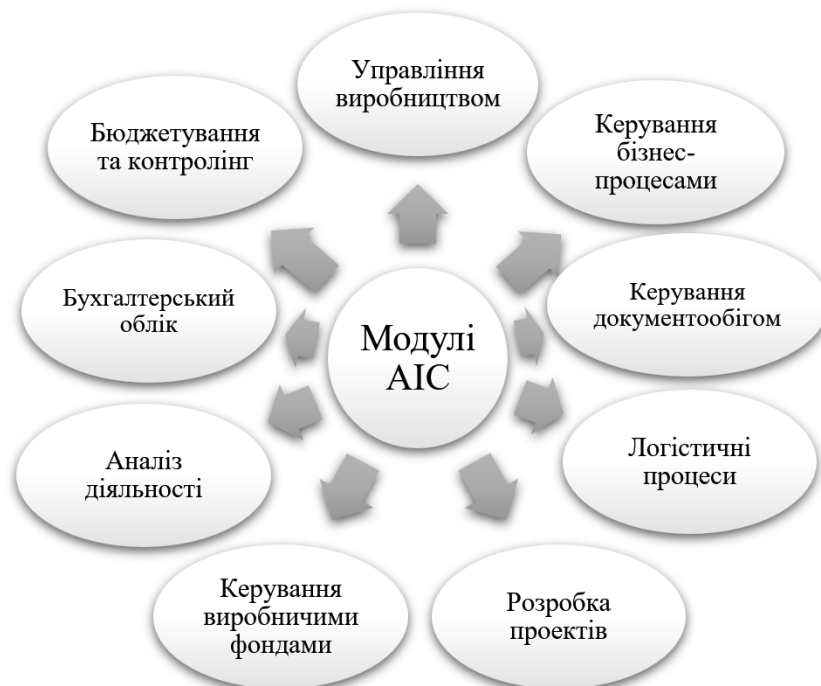 Управління
виробництвом
Керування
бізнес-
процесами
Керування
документообігом
Логістичні
процеси
Розробка
проектів
Керування
виробничими
фондами
Аналіз
діяльності
Бухгалтерський
облік
Бюджетування
та контролінг
Модулі
АІС